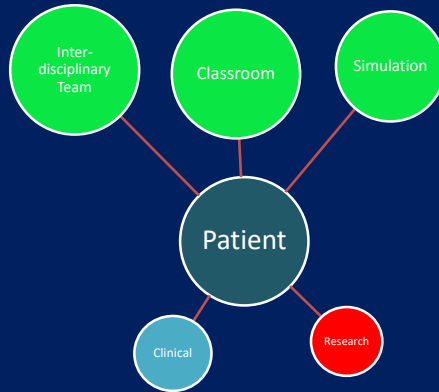 Inter-
disciplinary
Team
Classroom
Simulation
Patient
Clinical
Research